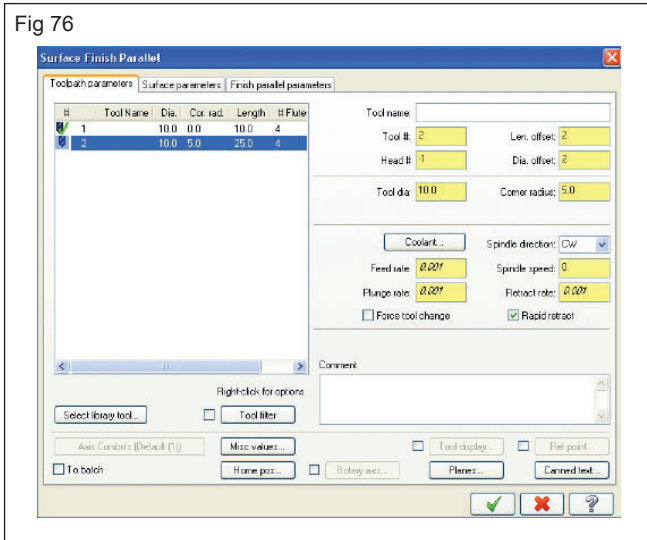 Fig 76
Surface Finish Parallel
Toolpath parameters Surface parameters Finish parallel parameters
# Tool Name Dia. Cor. rad. Length # Flute
1 10.0 0.0 10.0 4
2 10.0 5.0 25.0 4
Tool name:
Tool #: 2 Len. offset: 2
Head # -1 Dia. offset: 2
Tool dia: 10.0 Corner radius: 5.0
Coolant... Spindle direction: CW
Feed rate: 0.001 Spindle speed: 0
Plunge rate: 0.001 Retract rate: 0.001
Force tool change Rapid retract
Comment
Right-click for options
Select library tool... Tool filter
Axis Combo's (Default (1)) Misc values... Tool display... Ref point...
To batch Home pos... Rotary axis... Planes... Canned text...